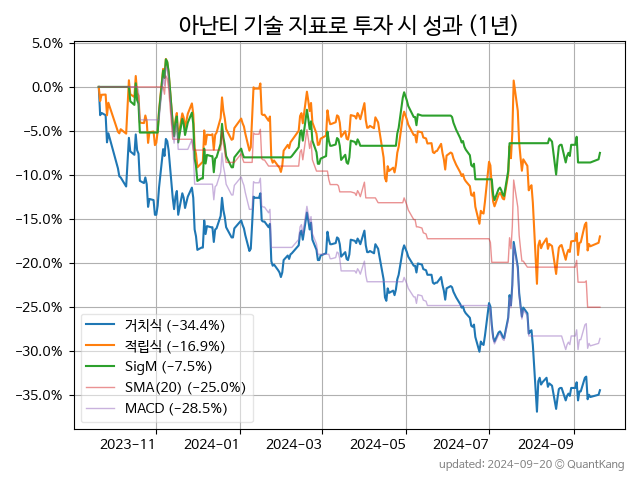 아난티 기술 지표로 투자 시 성과 (1년)
5.0%
0.0%
−5.0%
−10.0%
−15.0%
−20.0%
−25.0%
−30.0%
−35.0%
거치식 (−34.4%)
적립식 (−16.9%)
SigM (−7.5%)
SMA(20) (−25.0%)
MACD (−28.5%)
2023-11 2024-01 2024-03 2024-05 2024-07 2024-09
updated: 2024-09-20 © QuantKang